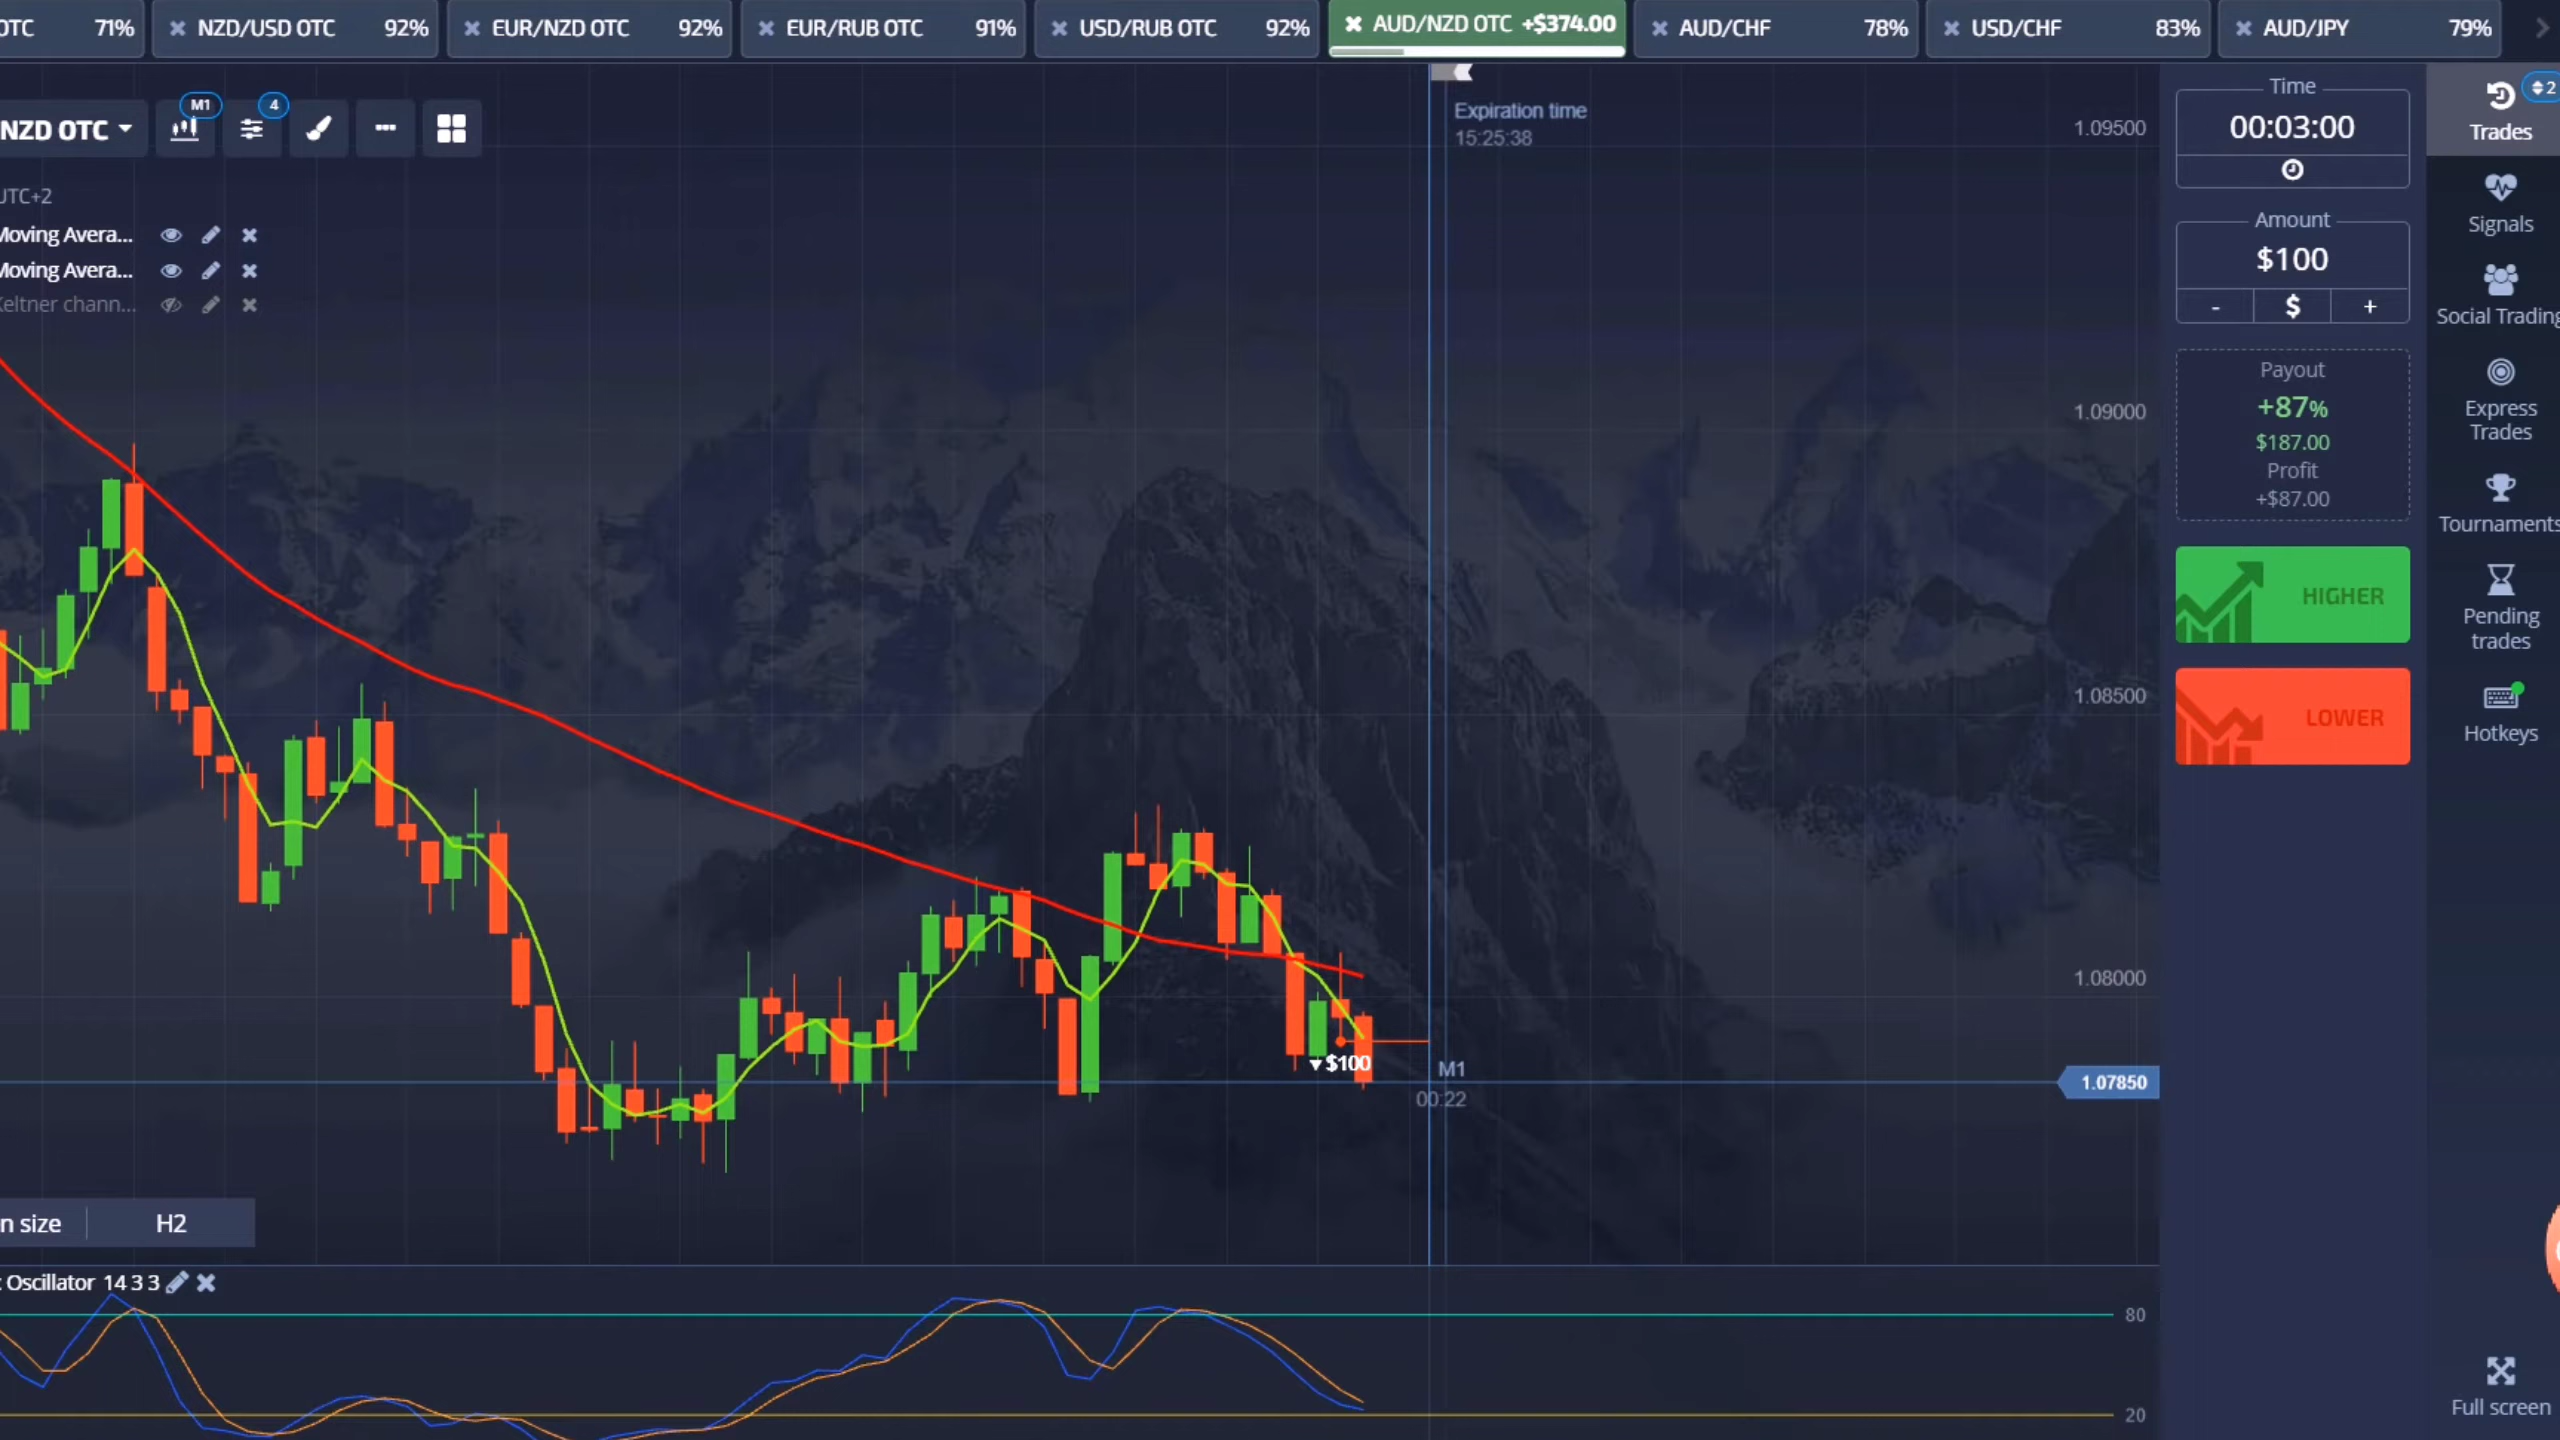 OTC 71%
NZD/USD OTC 92%
EUR/NZD OTC 92%
EUR/RUB OTC 91%
USD/RUB OTC 92%
AUD/NZD OTC +$374.00
AUD/CHF 78%
USD/CHF 83%
AUD/JPY 79%
NZD OTC
M1
4
UTC+2
Moving Avera...
Moving Avera...
Keltner chann...
Expiration time
15:25:38
1.09500
1.09000
1.08500
1.08000
1.07850
$100
M1
00:22
n size H2
Oscillator 14 3 3
80
20
Time
00:03:00
Amount
$100
- $ +
Payout
+87%
$187.00
Profit
+$87.00
HIGHER
LOWER
2
Trades
Signals
Social Trading
Express
Trades
Tournaments
Pending
trades
Hotkeys
Full screen